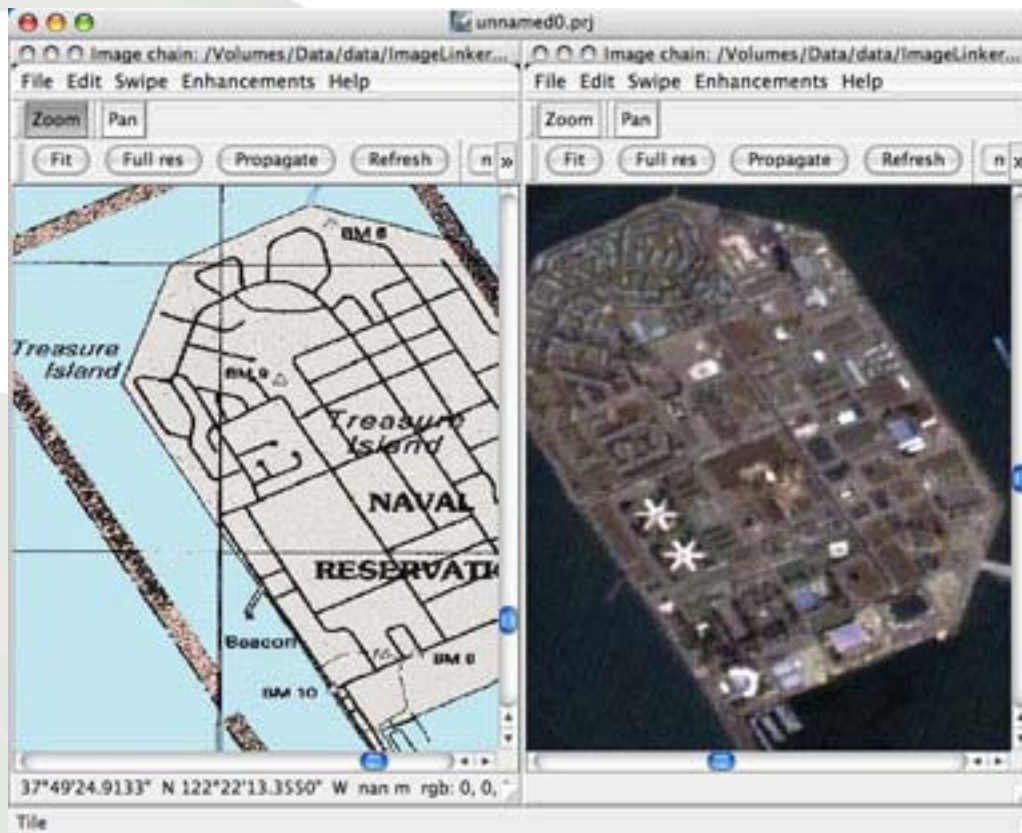 unnamed0.prj
Image chain: /Volumes/Data/data/ImageLinker...
File Edit Swipe Enhancements Help
Zoom Pan
Fit Full res Propagate Refresh n »
BM 6
Treasure
Island
BM 9
Treasure
Island
NAVAL
RESERVATI
Beacon
BM 8
BM 10
37°49'24.9133" N 122°22'13.3550" W nan m rgb: 0, 0,
Image chain: /Volumes/Data/data/ImageLinker...
File Edit Swipe Enhancements Help
Zoom Pan
Fit Full res Propagate Refresh n »
Tile